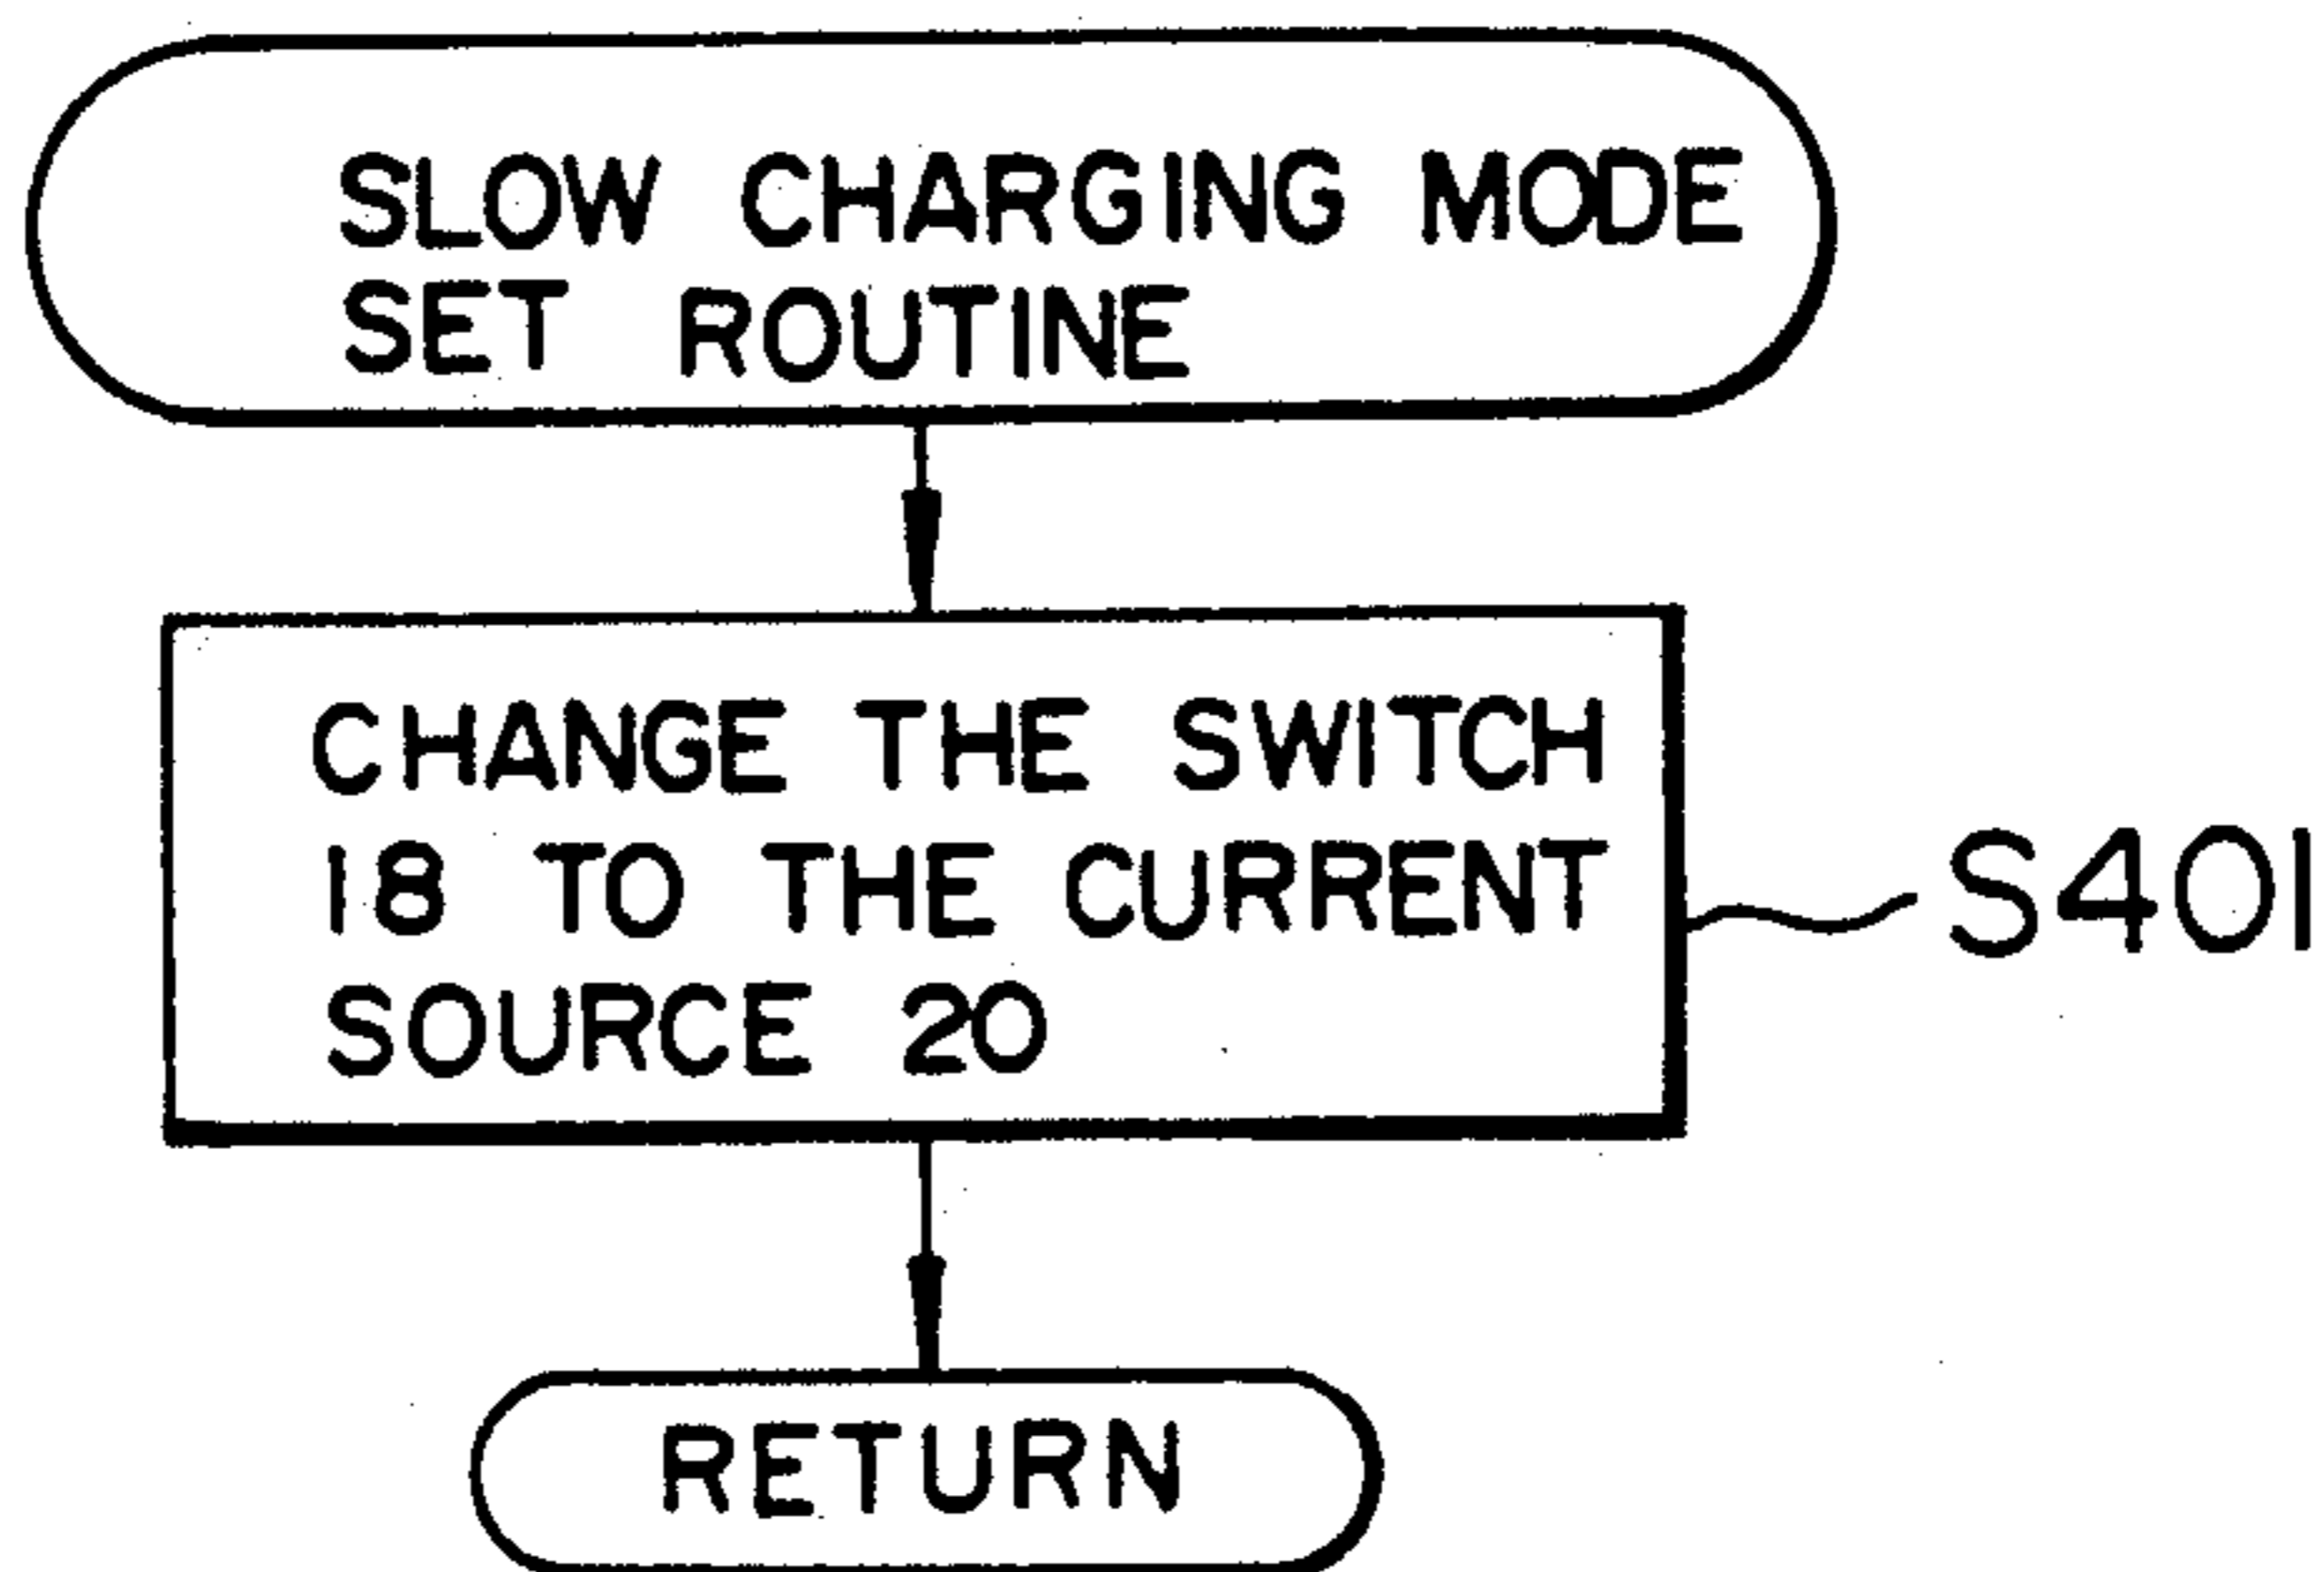 SLOW CHARGING MODE
SET ROUTINE
CHANGE THE SWITCH
18 TO THE CURRENT
SOURCE 20
S401
RETURN